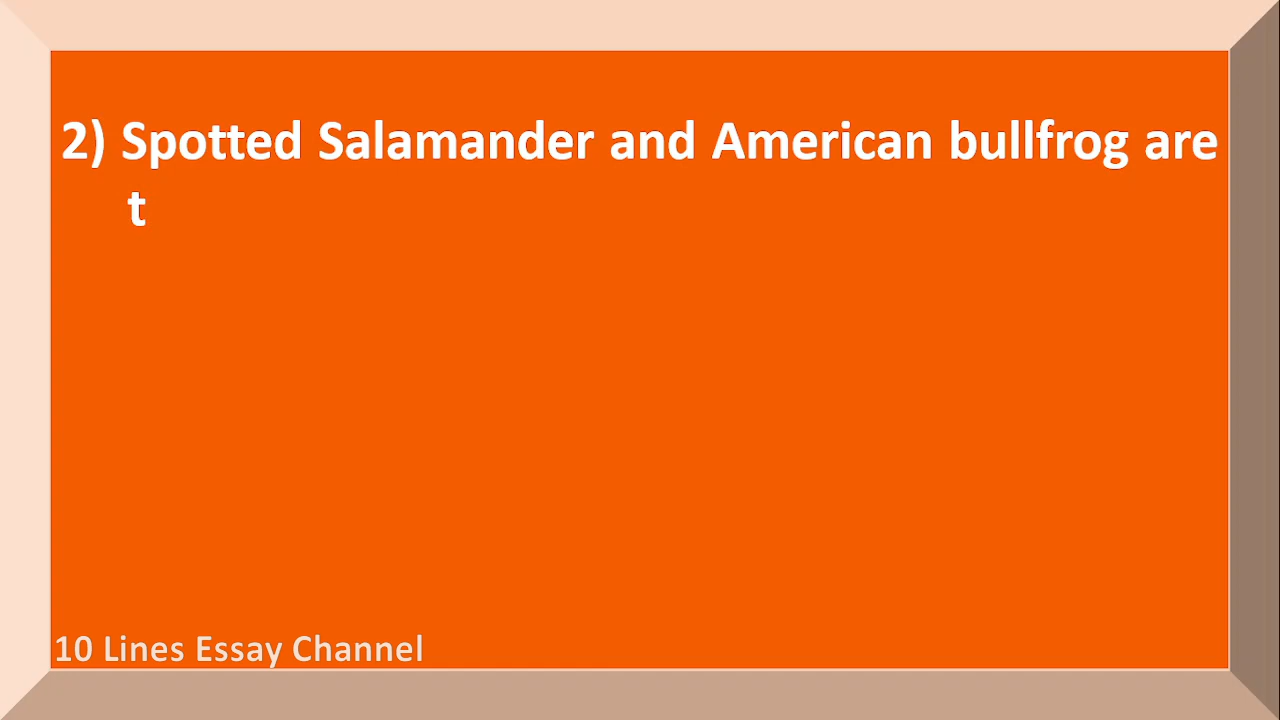 2) Spotted Salamander and American bullfrog are
t
10 Lines Essay Channel